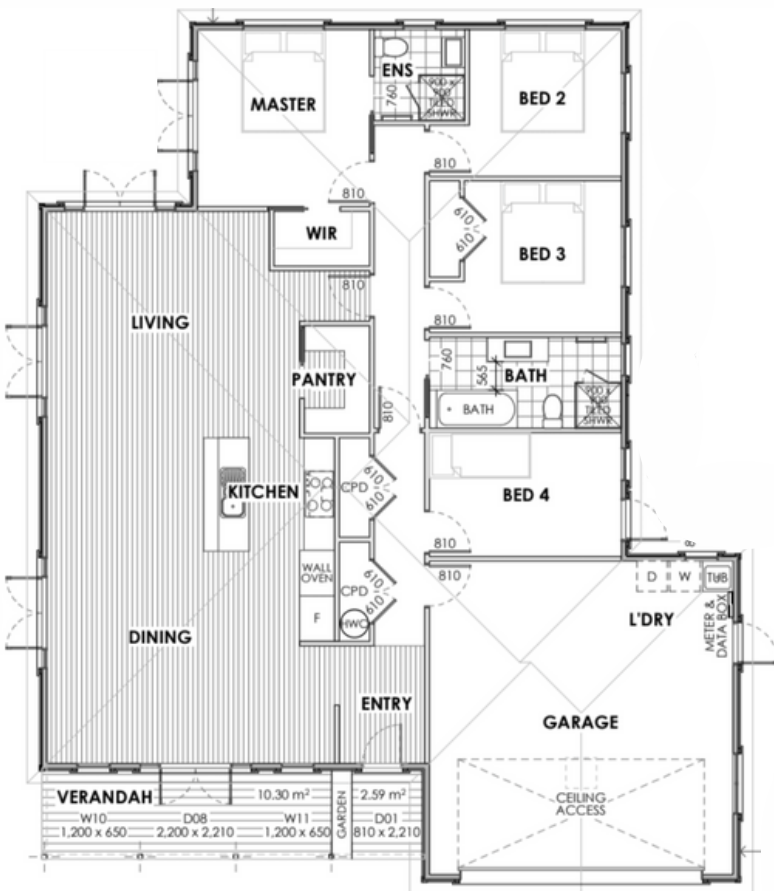 ENS
MASTER
760
900 x
900
TILED
SHWR
BED 2
810
810
WIR
610
610
BED 3
810
810
LIVING
PANTRY
760
565
BATH
BATH
900 x
900
TILED
SHWR
810
KITCHEN
CPD
610
610
BED 4
810
810
WALL
OVEN
F
CPD
610
610
HWC
D
W
TUB
L'DRY
METER &
DATA BOX
DINING
ENTRY
GARAGE
CEILING
ACCESS
VERANDAH
10.30 m²
2.59 m²
GARDEN
W10
1,200 x 650
D08
2,200 x 2,210
W11
1,200 x 650
D01
810 x 2,210